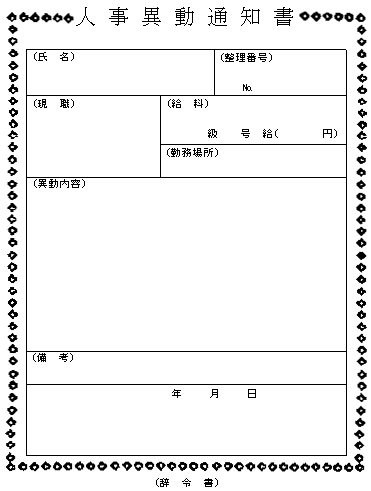 人事異動通知書
(氏 名) (整理番号)
No.
(現 職) (給 料)
級 号 給( 円)
(勤務場所)
(異動内容)
(備 考)
年 月 日
(辞 令 書)